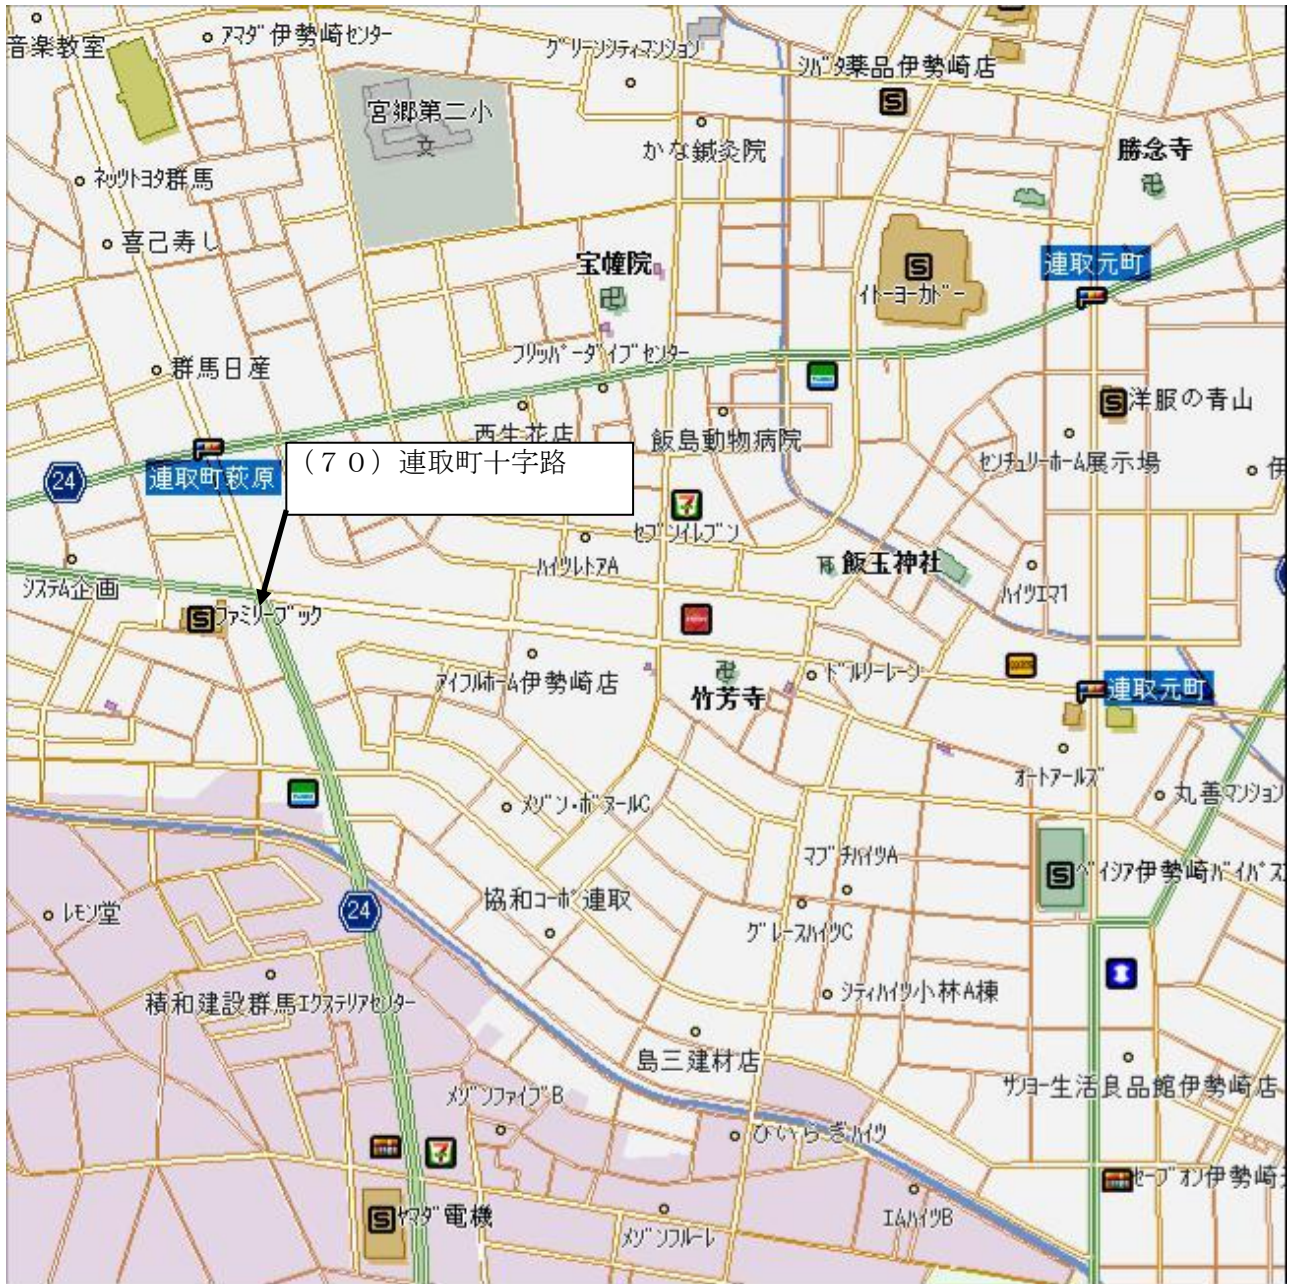 音楽教室
アマダ伊勢崎センター
グリーンシティマンション
シバタ薬品伊勢崎店
S
宮郷第二小
文
かな鍼灸院
勝念寺
ネッツトヨタ群馬
喜己寿し
宝幢院
S
イトーヨーカドー
連取元町
フリッパーダイブセンター
群馬日産
西生花店
飯島動物病院
S
洋服の青山
センチュリーホーム展示場
伊
24
連取町萩原
(70)連取町十字路
7
セブンイレブン
ハイツレトアA
飯玉神社
ハイツエマ1
システム企画
S
ファミリーブック
アイフルホーム伊勢崎店
竹芳寺
ドルリーレーン
連取元町
オートアールズ
丸善マンション
メゾン・ボヌールC
マブチハイツA
S
ベイシア伊勢崎バイパス
レモン堂
24
協和コーポ連取
グレースハイツC
積和建設群馬エクステリアセンター
シティハイツ小林A棟
島三建材店
サンヨー生活良品館伊勢崎店
メゾンファイブB
ひいらぎハイツ
7
セーブオン伊勢崎
S
ヤマダ電機
メゾンフルーレ
エムハイツB